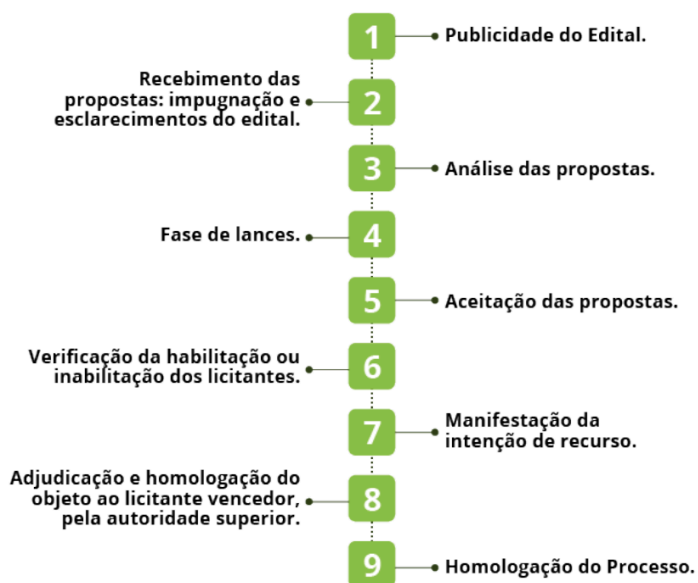 1
Publicidade do Edital.
Recebimento das
propostas: impugnação e
esclarecimentos do edital.
2
3
Análise das propostas.
Fase de lances.
4
5
Aceitação das propostas.
Verificação da habilitação ou
inabilitação dos licitantes.
6
7
Manifestação da
intenção de recurso.
Adjudicação e homologação do
objeto ao licitante vencedor,
pela autoridade superior.
8
9
Homologação do Processo.